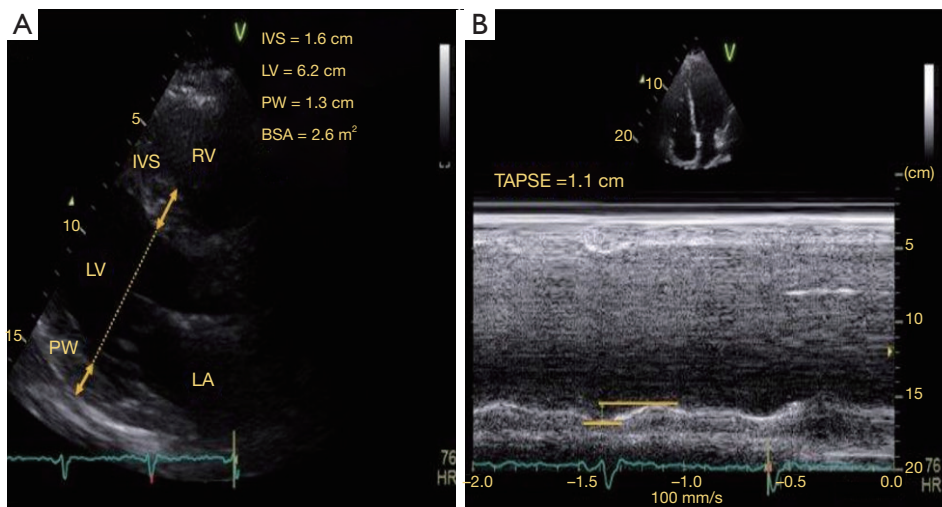 A
V
IVS = 1.6 cm
LV = 6.2 cm
PW = 1.3 cm
BSA = 2.6 m²
5
IVS
RV
10
LV
15
PW
LA
76
HR
B
V
10
20
TAPSE =1.1 cm
(cm)
5
10
15
20
76
HR
−2.0
−1.5
−1.0
−0.5
0.0
100 mm/s